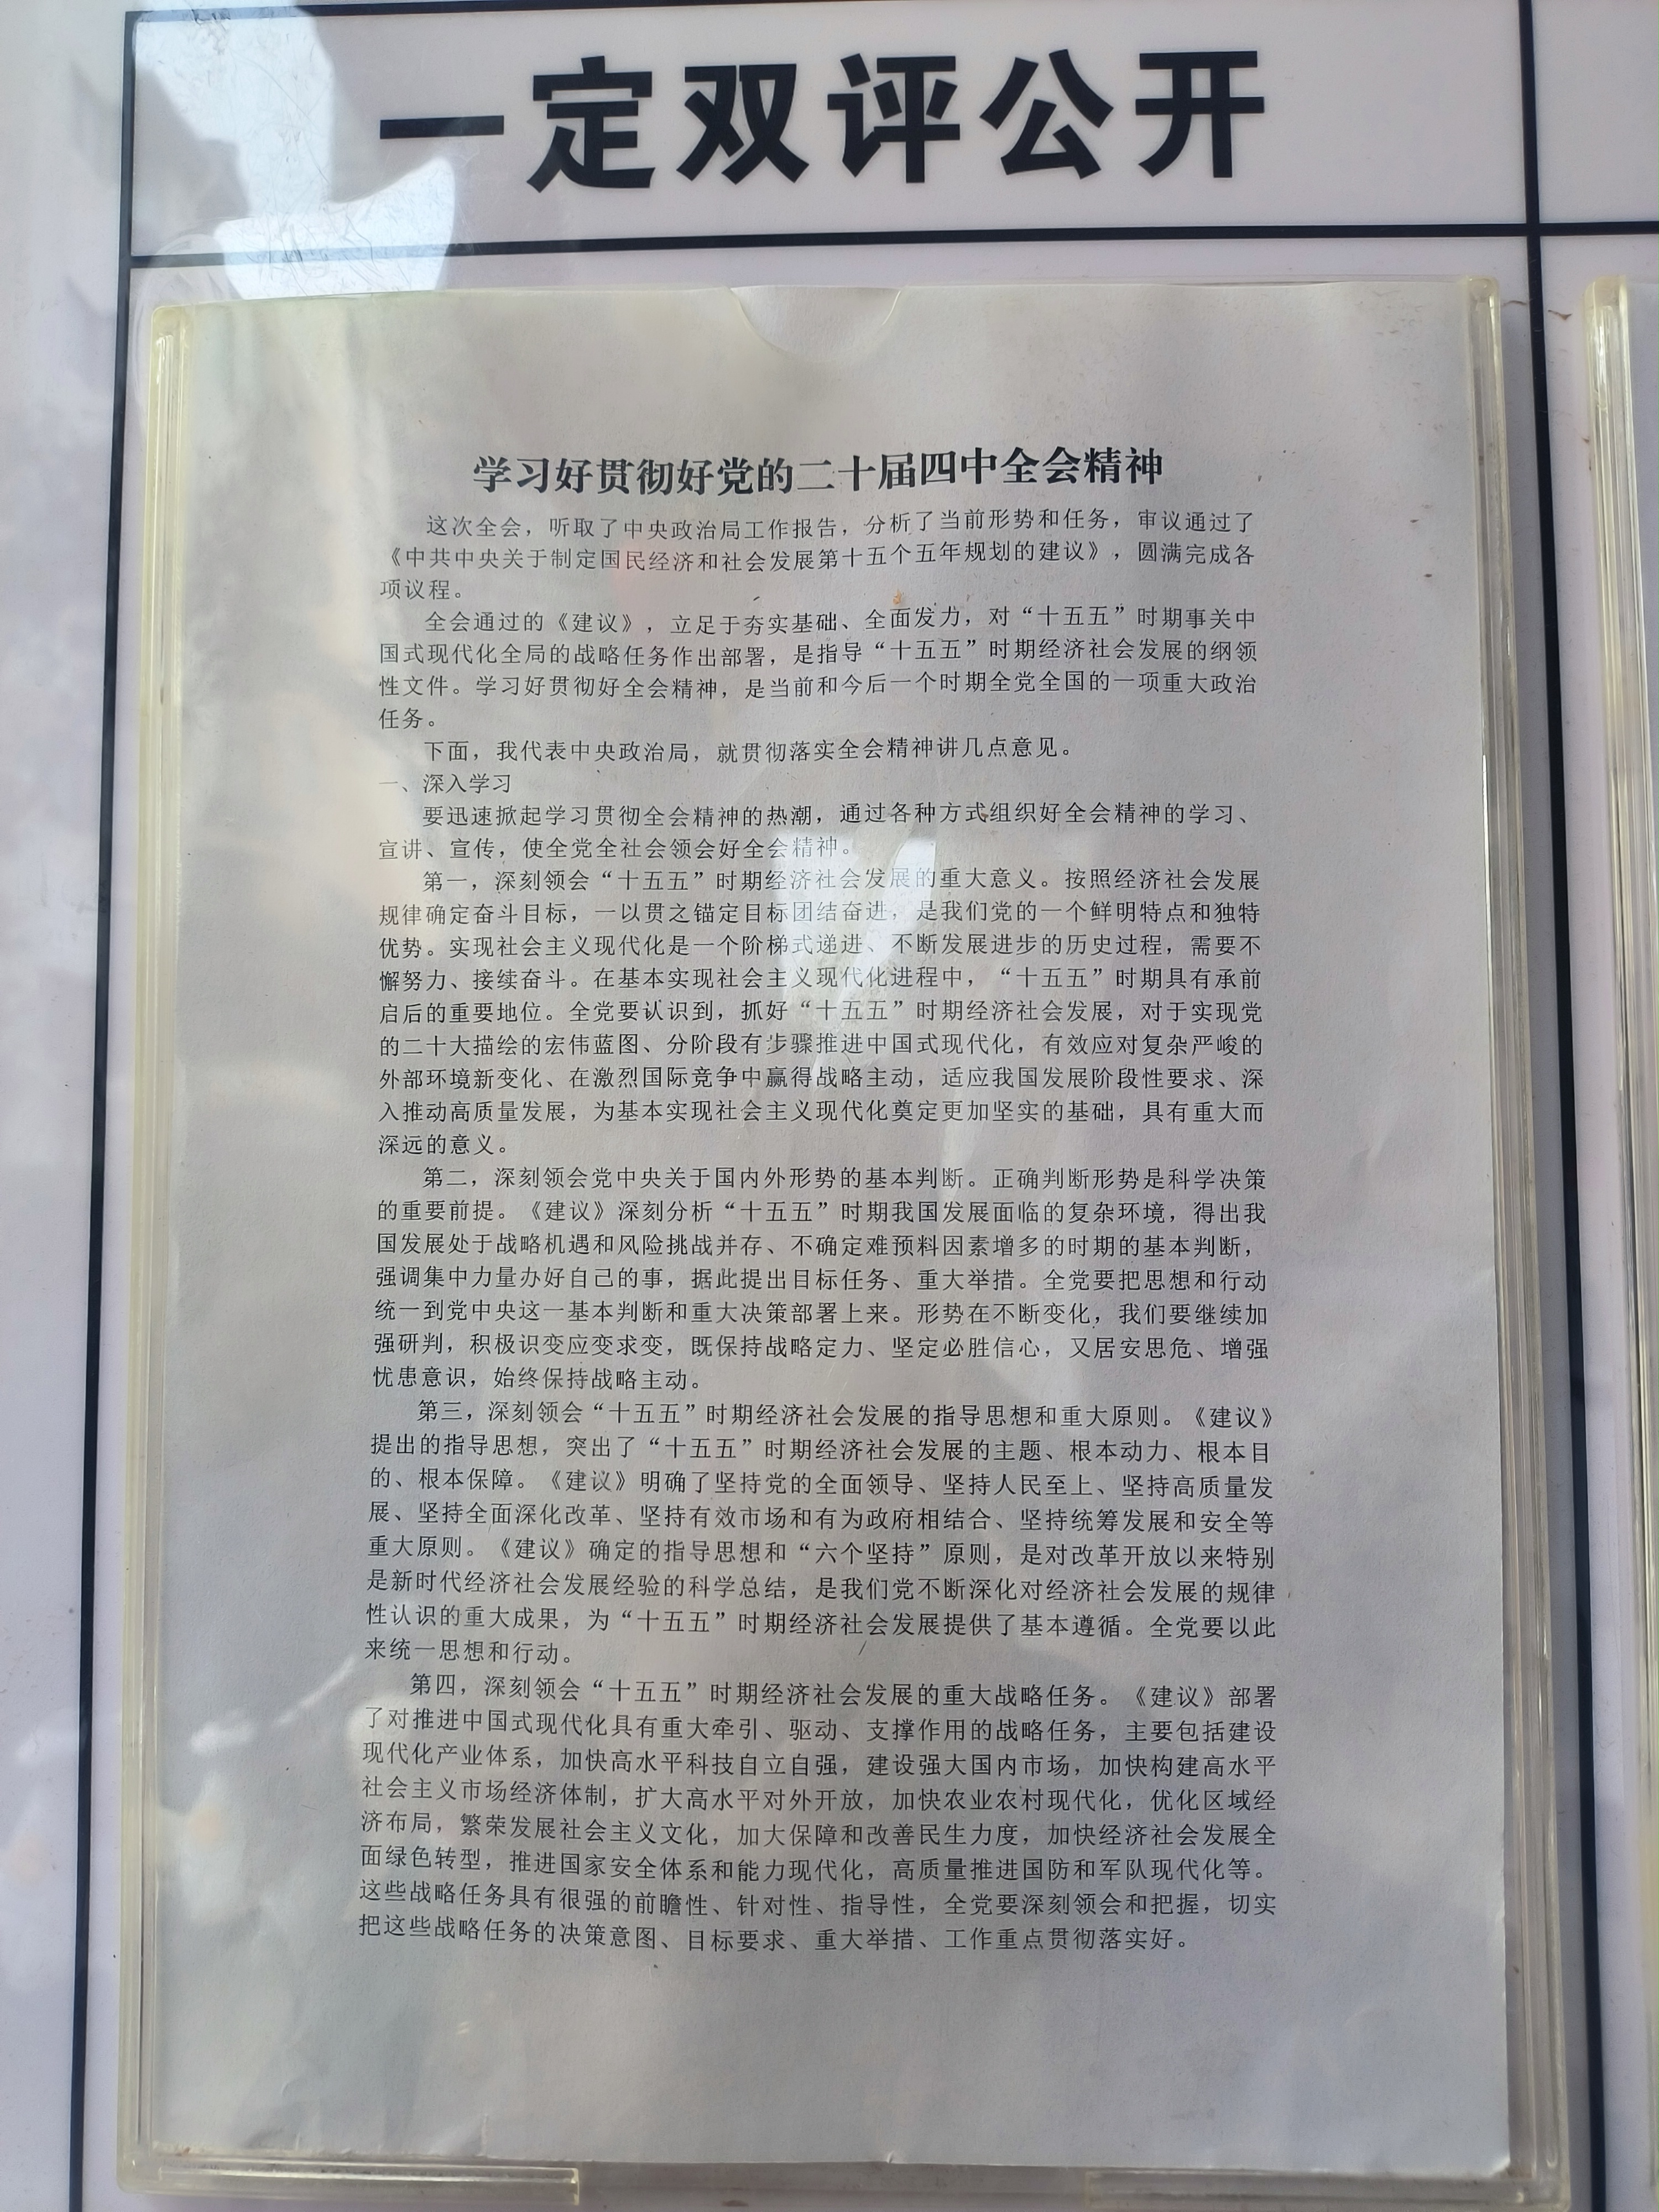 一定双评公开
学习好贯彻好党的二十届四中全会精神
这次全会，听取了中央政治局工作报告，分析了当前形势和任务，审议通过了
《中共中央关于制定国民经济和社会发展第十五个五年规划的建议》，圆满完成各
项议程。
全会通过的《建议》，立足于夯实基础、全面发力，对“十五五”时期事关中
国式现代化全局的战略任务作出部署，是指导“十五五”时期经济社会发展的纲领
性文件。学习好贯彻好全会精神，是当前和今后一个时期全党全国的一项重大政治
任务。
下面，我代表中央政治局，就贯彻落实全会精神讲几点意见。
一、深入学习
要迅速掀起学习贯彻全会精神的热潮，通过各种方式组织好全会精神的学习、
宣讲、宣传，使全党全社会领会好全会精神。
第一，深刻领会“十五五”时期经济社会发展的重大意义。按照经济社会发展
规律确定奋斗目标，一以贯之锚定目标团结奋进，是我们党的一个鲜明特点和独特
优势。实现社会主义现代化是一个阶梯式递进、不断发展进步的历史过程，需要不
懈努力、接续奋斗。在基本实现社会主义现代化进程中，“十五五”时期具有承前
启后的重要地位。全党要认识到，抓好“十五五”时期经济社会发展，对于实现党
的二十大描绘的宏伟蓝图、分阶段有步骤推进中国式现代化，有效应对复杂严峻的
外部环境新变化、在激烈国际竞争中赢得战略主动，适应我国发展阶段性要求、深
入推动高质量发展，为基本实现社会主义现代化奠定更加坚实的基础，具有重大而
深远的意义。
第二，深刻领会党中央关于国内外形势的基本判断。正确判断形势是科学决策
的重要前提。《建议》深刻分析“十五五”时期我国发展面临的复杂环境，得出我
国发展处于战略机遇和风险挑战并存、不确定难预料因素增多的时期的基本判断，
强调集中力量办好自己的事，据此提出目标任务、重大举措。全党要把思想和行动
统一到党中央这一基本判断和重大决策部署上来。形势在不断变化，我们要继续加
强研判，积极识变应变求变，既保持战略定力、坚定必胜信心，又居安思危、增强
忧患意识，始终保持战略主动。
第三，深刻领会“十五五”时期经济社会发展的指导思想和重大原则。《建议》
提出的指导思想，突出了“十五五”时期经济社会发展的主题、根本动力、根本目
的、根本保障。《建议》明确了坚持党的全面领导、坚持人民至上、坚持高质量发
展、坚持全面深化改革、坚持有效市场和有为政府相结合、坚持统筹发展和安全等
重大原则。《建议》确定的指导思想和“六个坚持”原则，是对改革开放以来特别
是新时代经济社会发展经验的科学总结，是我们党不断深化对经济社会发展的规律
性认识的重大成果，为“十五五”时期经济社会发展提供了基本遵循。全党要以此
来统一思想和行动。
第四，深刻领会“十五五”时期经济社会发展的重大战略任务。《建议》部署
了对推进中国式现代化具有重大牵引、驱动、支撑作用的战略任务，主要包括建设
现代化产业体系，加快高水平科技自立自强，建设强大国内市场，加快构建高水平
社会主义市场经济体制，扩大高水平对外开放，加快农业农村现代化，优化区域经
济布局，繁荣发展社会主义文化，加大保障和改善民生力度，加快经济社会发展全
面绿色转型，推进国家安全体系和能力现代化，高质量推进国防和军队现代化等。
这些战略任务具有很强的前瞻性、针对性、指导性，全党要深刻领会和把握，切实
把这些战略任务的决策意图、目标要求、重大举措、工作重点贯彻落实好。